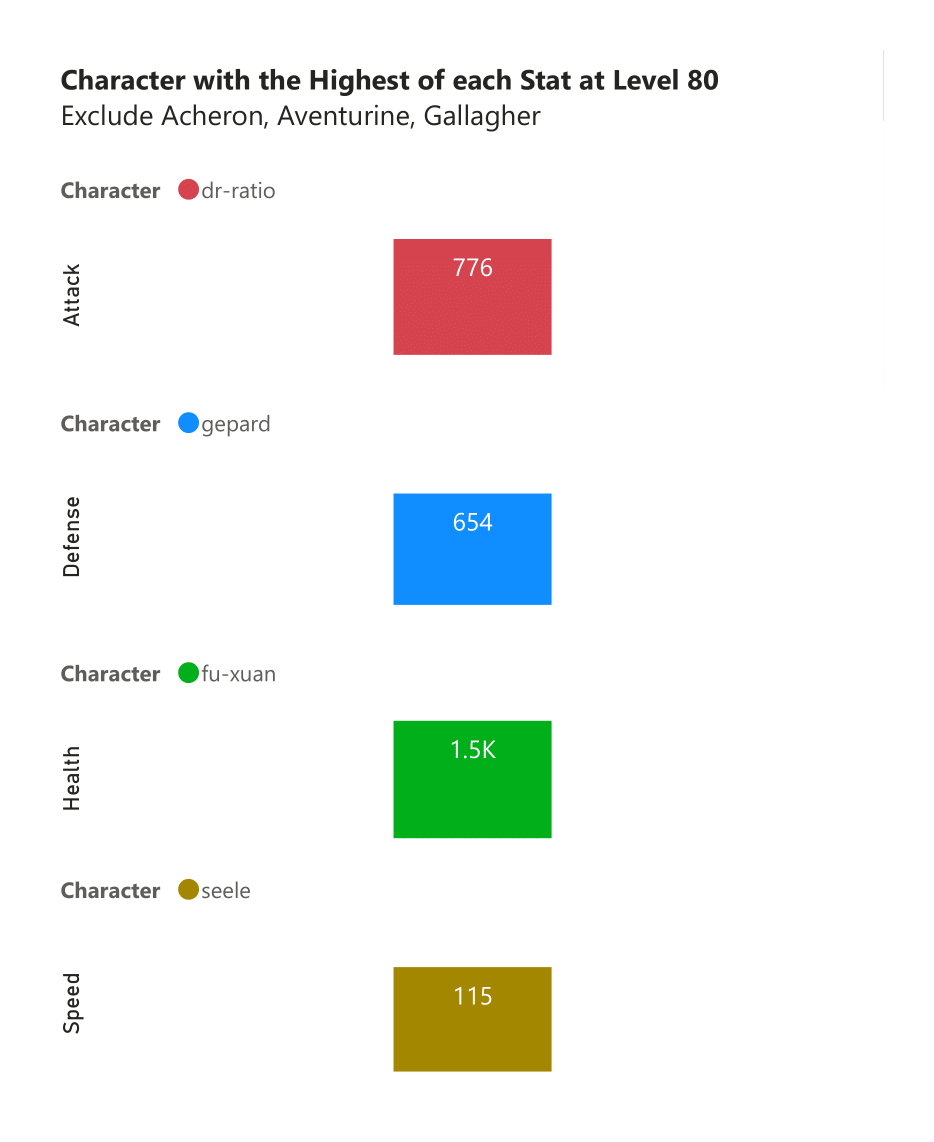 Character with the Highest of each Stat at Level 80
Exclude Acheron, Aventurine, Gallagher
Character dr-ratio
Attack
776
Character gepard
Defense
654
Character fu-xuan
Health
1.5K
Character seele
Speed
115